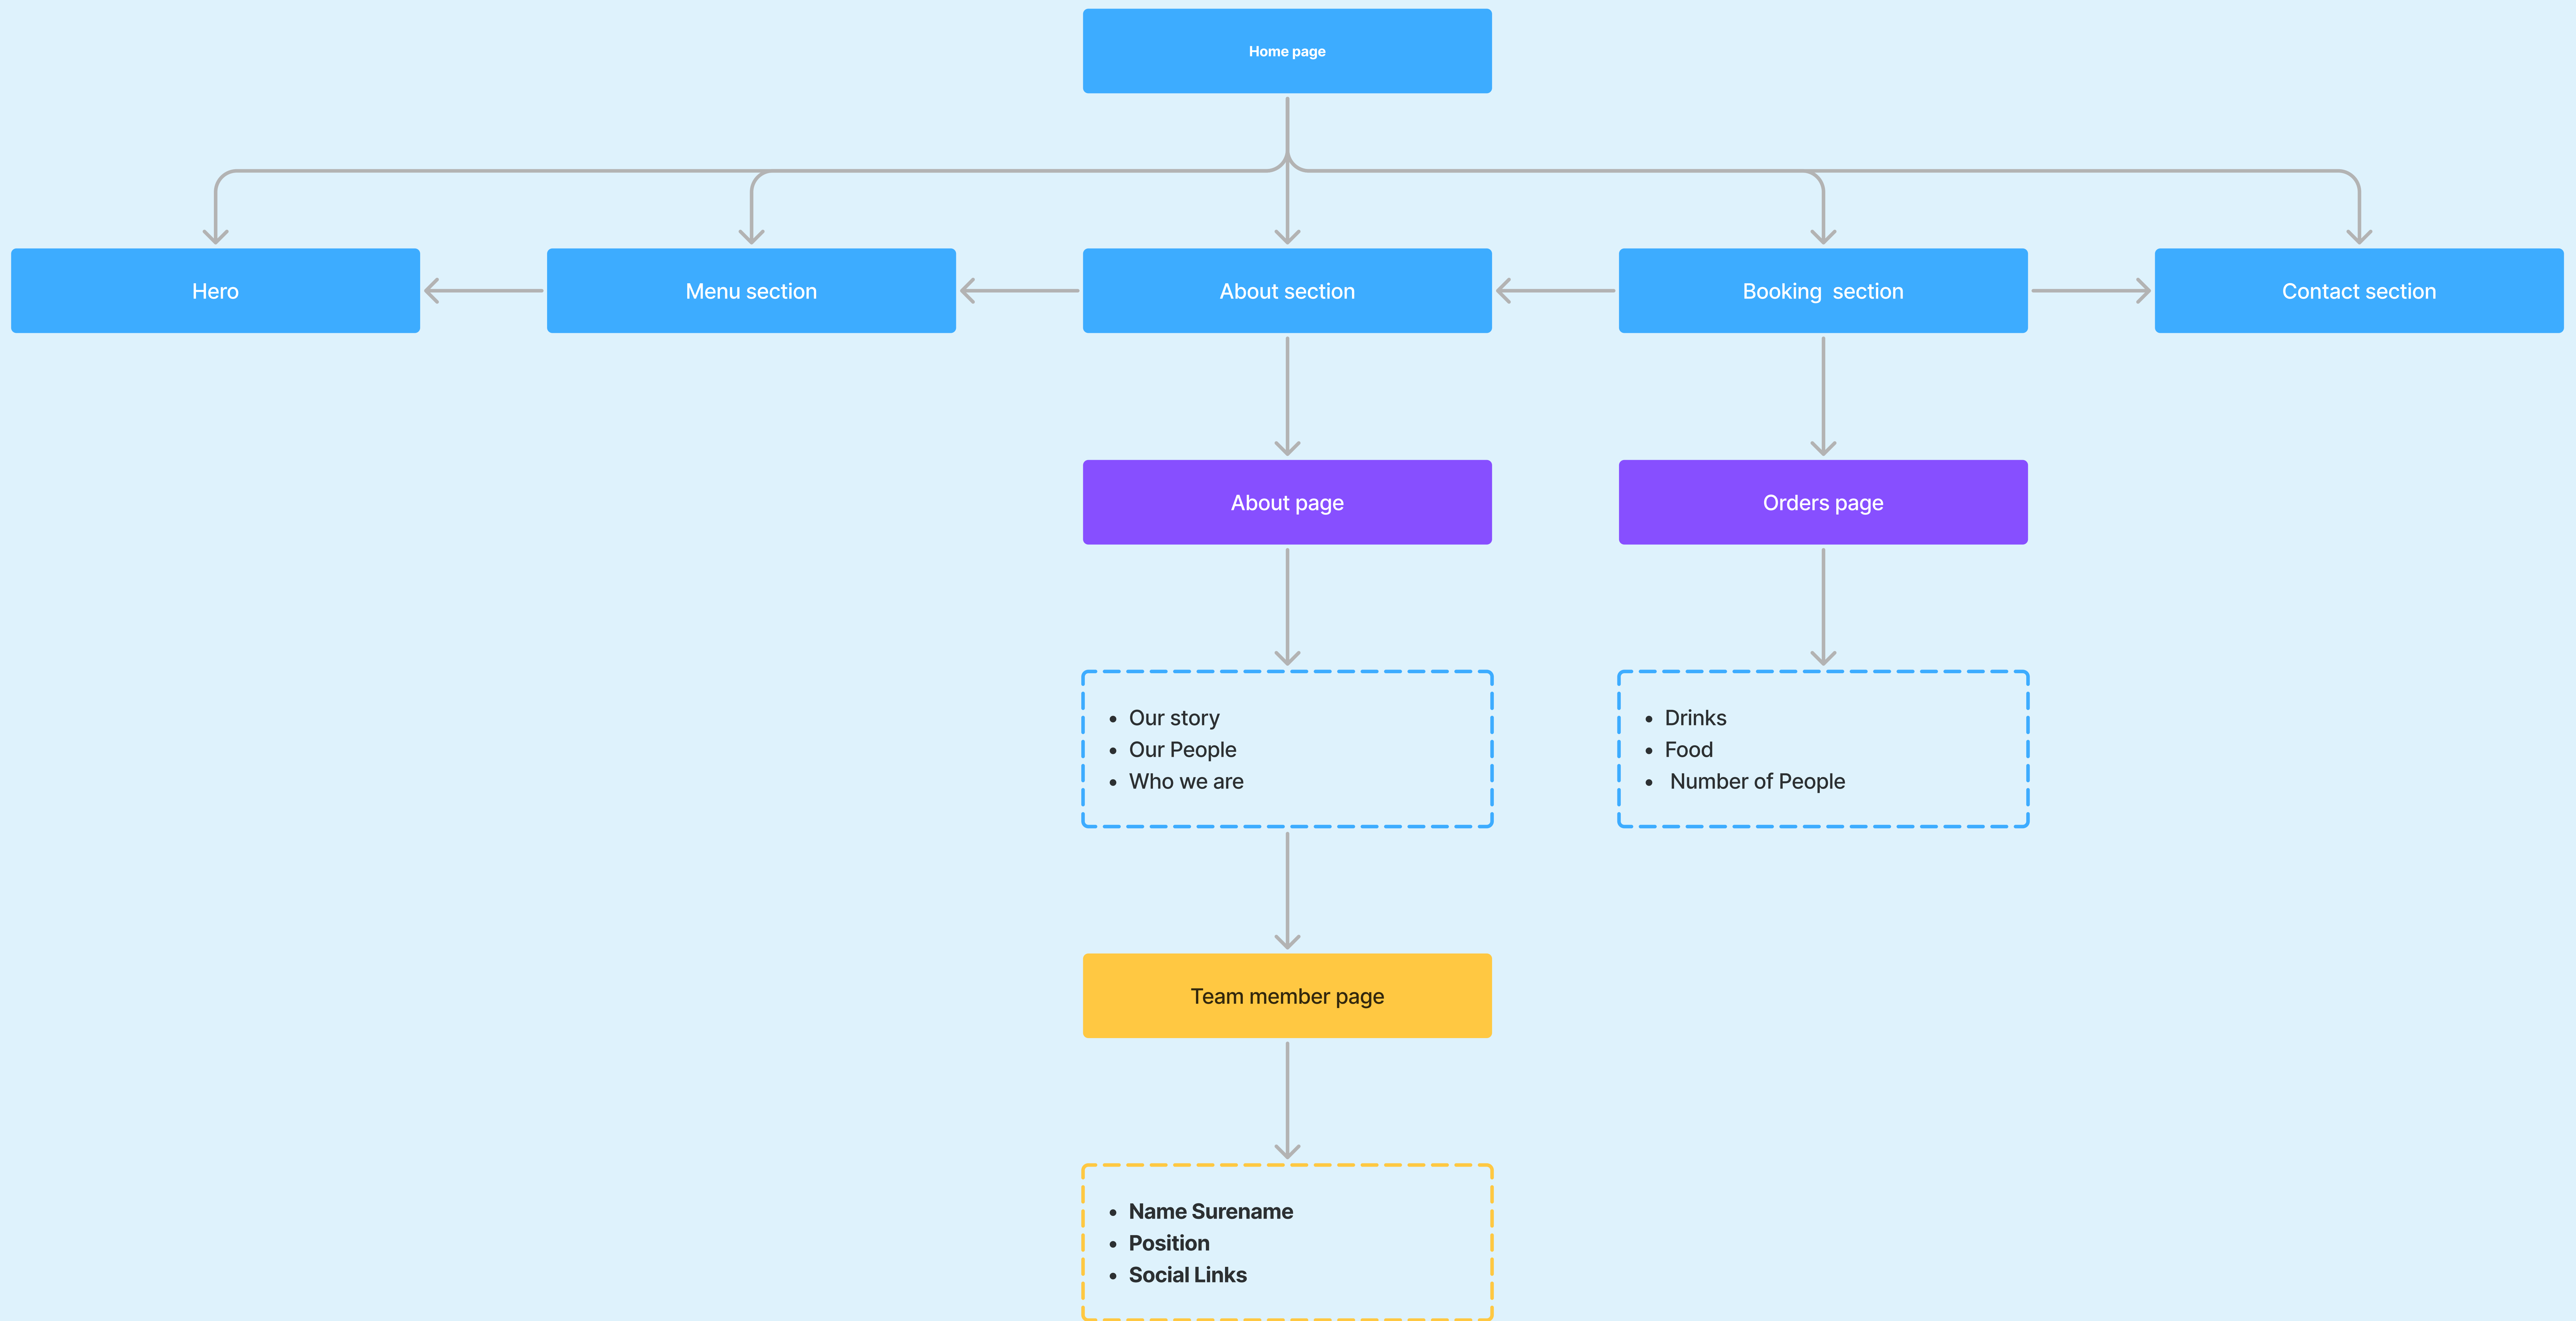 Home page
Hero
Menu section
About section
Booking  section
Contact section
About page
Orders page
• Our story
• Our People
• Who we are
• Drinks
• Food
•  Number of People
Team member page
• Name Surename
• Position
• Social Links